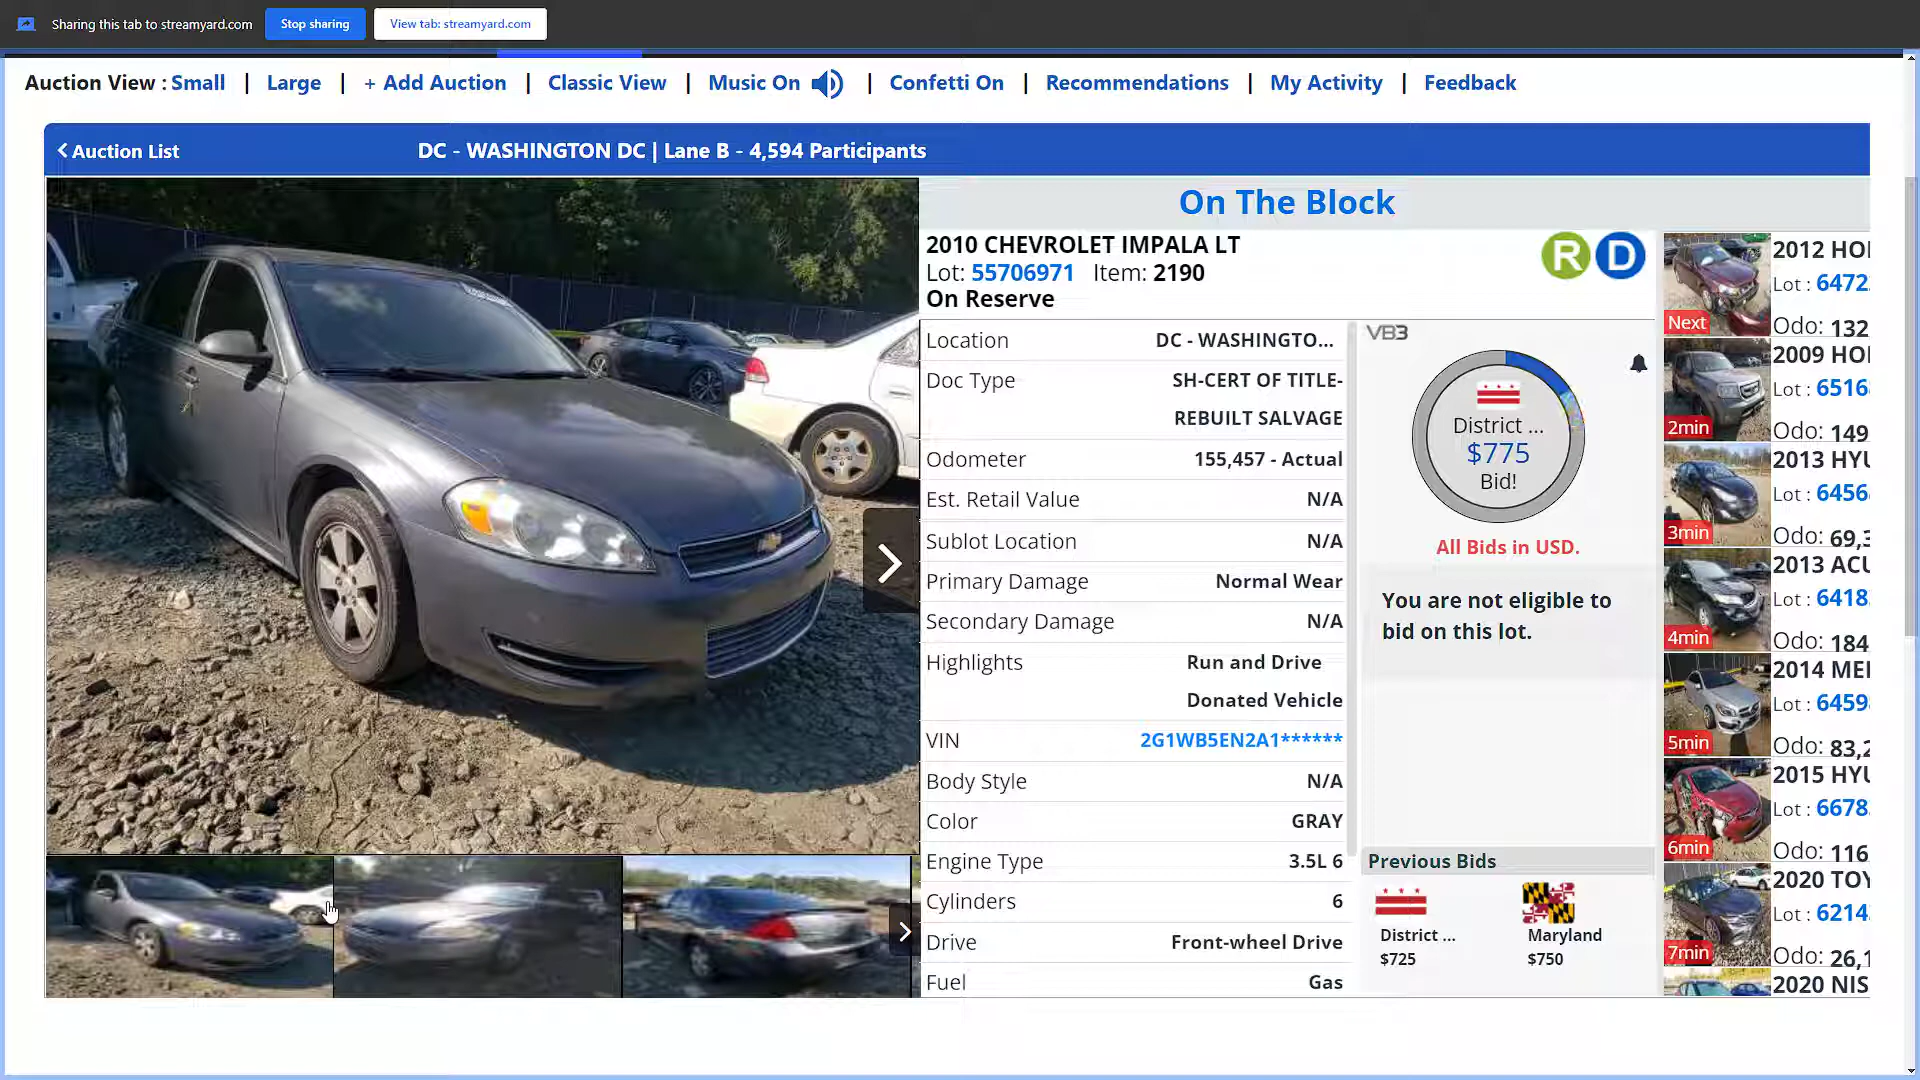 Sharing this tab to streamyard.com Stop sharing View tab: streamyard.com
Auction View : Small | Large | + Add Auction | Classic View | Music On | Confetti On | Recommendations | My Activity | Feedback
Auction List DC - WASHINGTON DC | Lane B - 4,594 Participants
On The Block
2010 CHEVROLET IMPALA LT
Lot: 55706971 Item: 2190
On Reserve
R D
Location DC - WASHINGTO...
Doc Type SH-CERT OF TITLE-
REBUILT SALVAGE
Odometer 155,457 - Actual
Est. Retail Value N/A
Sublot Location N/A
Primary Damage Normal Wear
Secondary Damage N/A
Highlights Run and Drive
Donated Vehicle
VIN 2G1WB5EN2A1******
Body Style N/A
Color GRAY
Engine Type 3.5L 6
Cylinders 6
Drive Front-wheel Drive
Fuel Gas
VB3
District ...
$775
Bid!
All Bids in USD.
You are not eligible to
bid on this lot.
Previous Bids
District ... Maryland
$725 $750
2012 HO
Lot : 6472
Next Odo: 132
2009 HO
Lot : 6516
2min Odo: 149
2013 HYU
Lot : 6456
3min Odo: 69,3
2013 ACU
Lot : 6418
4min Odo: 184
2014 ME
Lot : 6459
5min Odo: 83,2
2015 HYU
Lot : 6678
6min Odo: 116
2020 TOY
Lot : 6214
7min Odo: 26,1
2020 NIS